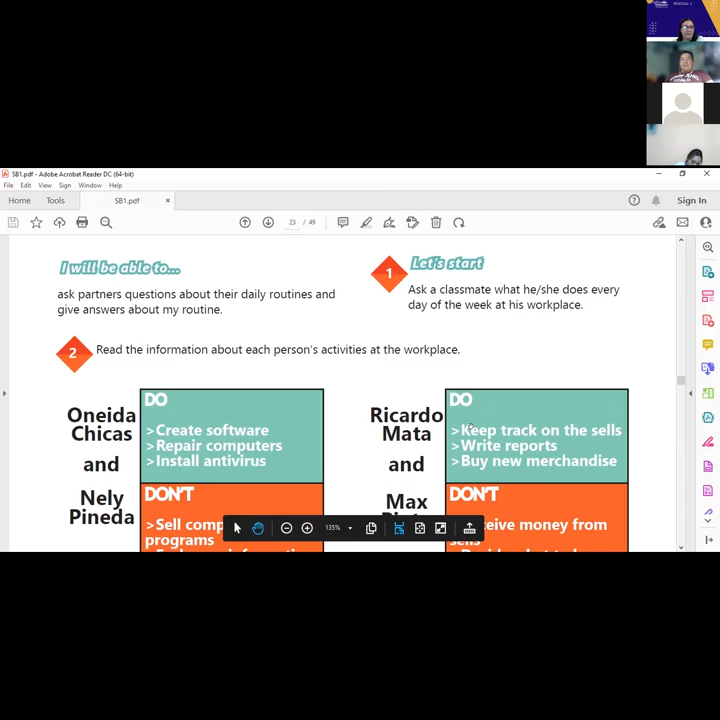 MODULE 1
SB1.pdf - Adobe Acrobat Reader DC (64-bit)
File Edit View Sign Window Help
Home Tools SB1.pdf × Sign In
23 / 49
I will be able to...
ask partners questions about their daily routines and
give answers about my routine.
1 Let's start
Ask a classmate what he/she does every
day of the week at his workplace.
2 Read the information about each person's activities at the workplace.
Oneida
Chicas
and
Nely
Pineda
DO
>Create software
>Repair computers
>Install antivirus
DON'T
>Sell comp
programs
Ricardo
Mata
and
Max
DO
>Keep track on the sells
>Write reports
>Buy new merchandise
DON'T
ceive money from
sells
135%